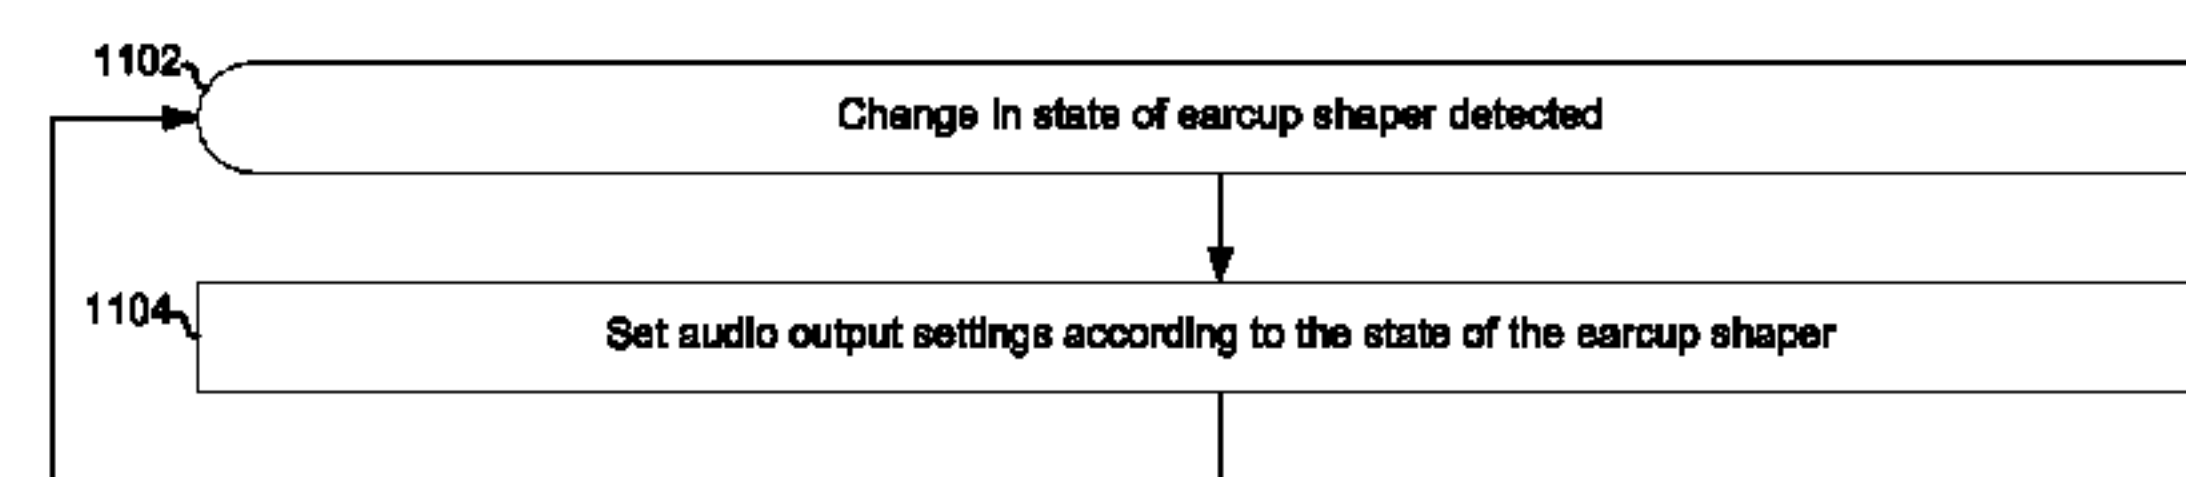 1102
Change in state of earcup shaper detected
1104
Set audio output settings according to the state of the earcup shaper